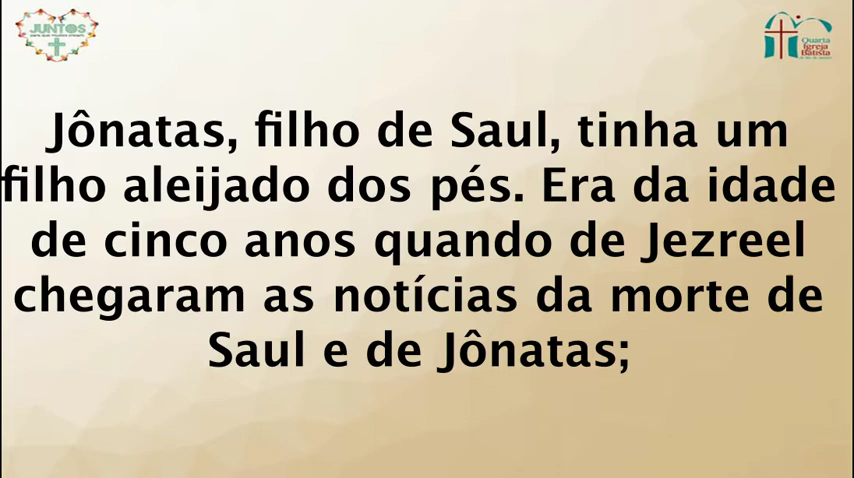 JUNTOS
Quarta
Igreja
Batista
Jônatas, filho de Saul, tinha um
filho aleijado dos pés. Era da idade
de cinco anos quando de Jezreel
chegaram as notícias da morte de
Saul e de Jônatas;